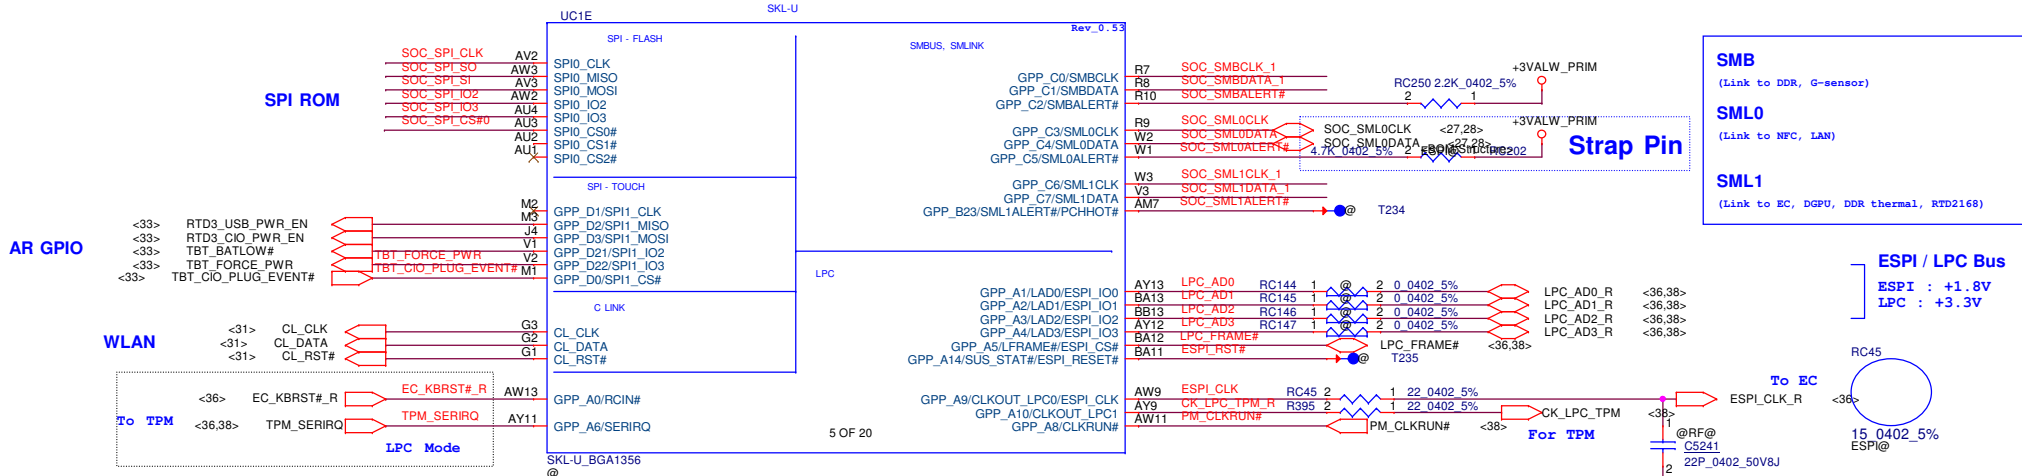 UC1E
SKL-U
Rev_0.53
SPI - FLASH
SMBUS, SMLINK
SPI ROM
SOC_SPI_CLK AV2 SPI0_CLK
SOC_SPI_SO AW3 SPI0_MISO
SOC_SPI_SI AV3 SPI0_MOSI
SOC_SPI_IO2 AW2 SPI0_IO2
SOC_SPI_IO3 AU4 SPI0_IO3
SOC_SPI_CS#0 AU3 SPI0_CS0#
AU2 SPI0_CS1#
AU1 SPI0_CS2#
GPP_C0/SMBCLK R7 SOC_SMBCLK_1
GPP_C1/SMBDATA R8 SOC_SMBDATA_1
GPP_C2/SMBALERT# R10 SOC_SMBALERT#
RC250 2.2K_0402_5%
2 1
+3VALW_PRIM
GPP_C3/SML0CLK R9 SOC_SML0CLK
GPP_C4/SML0DATA W2 SOC_SML0DATA
GPP_C5/SML0ALERT# W1 SOC_SML0ALERT#
SOC_SML0CLK <27,28>
SOC_SML0DATA <27,28>
4.7K_0402_5% 2 ESPI@ 1 RC202
+3VALW_PRIM
Strap Pin
GPP_C6/SML1CLK W3 SOC_SML1CLK_1
GPP_C7/SML1DATA V3 SOC_SML1DATA_1
GPP_B23/SML1ALERT#/PCHHOT# AM7 SOC_SML1ALERT#
@ T234
SMB
(Link to DDR, G-sensor)
SML0
(Link to NFC, LAN)
SML1
(Link to EC, DGPU, DDR thermal, RTD2168)
SPI - TOUCH
AR GPIO
M2 GPP_D1/SPI1_CLK
<33> RTD3_USB_PWR_EN M3 GPP_D2/SPI1_MISO
<33> RTD3_CIO_PWR_EN J4 GPP_D3/SPI1_MOSI
<33> TBT_BATLOW# V1 GPP_D21/SPI1_IO2
<33> TBT_FORCE_PWR TBT_FORCE_PWR V2 GPP_D22/SPI1_IO3
<33> TBT_CIO_PLUG_EVENT# TBT_CIO_PLUG_EVENT# M1 GPP_D0/SPI1_CS#
LPC
C LINK
WLAN
<31> CL_CLK G3 CL_CLK
<31> CL_DATA G2 CL_DATA
<31> CL_RST# G1 CL_RST#
GPP_A1/LAD0/ESPI_IO0 AY13 LPC_AD0 RC144 1 @ 2 0_0402_5% LPC_AD0_R <36,38>
GPP_A2/LAD1/ESPI_IO1 BA13 LPC_AD1 RC145 1 @ 2 0_0402_5% LPC_AD1_R <36,38>
GPP_A3/LAD2/ESPI_IO2 BB13 LPC_AD2 RC146 1 @ 2 0_0402_5% LPC_AD2_R <36,38>
GPP_A4/LAD3/ESPI_IO3 AY12 LPC_AD3 RC147 1 @ 2 0_0402_5% LPC_AD3_R <36,38>
GPP_A5/LFRAME#/ESPI_CS# BA12 LPC_FRAME# LPC_FRAME# <36,38>
GPP_A14/SUS_STAT#/ESPI_RESET# BA11 ESPI_RST# @ T235
ESPI / LPC Bus
ESPI : +1.8V
LPC : +3.3V
To TPM
<36> EC_KBRST#_R EC_KBRST#_R AW13 GPP_A0/RCIN#
<36,38> TPM_SERIRQ TPM_SERIRQ AY11 GPP_A6/SERIRQ
LPC Mode
GPP_A9/CLKOUT_LPC0/ESPI_CLK AW9 ESPI_CLK RC45 2 1 22_0402_5% ESPI_CLK_R <36>
GPP_A10/CLKOUT_LPC1 AY9 CK_LPC_TPM_R R395 2 1 22_0402_5% CK_LPC_TPM <38>
GPP_A8/CLKRUN# AW11 PM_CLKRUN# PM_CLKRUN# <38>
For TPM
To EC
RC45
15_0402_5%
ESPI@
1
@RF@
C5241
22P_0402_50V8J
2
5 OF 20
SKL-U_BGA1356
@